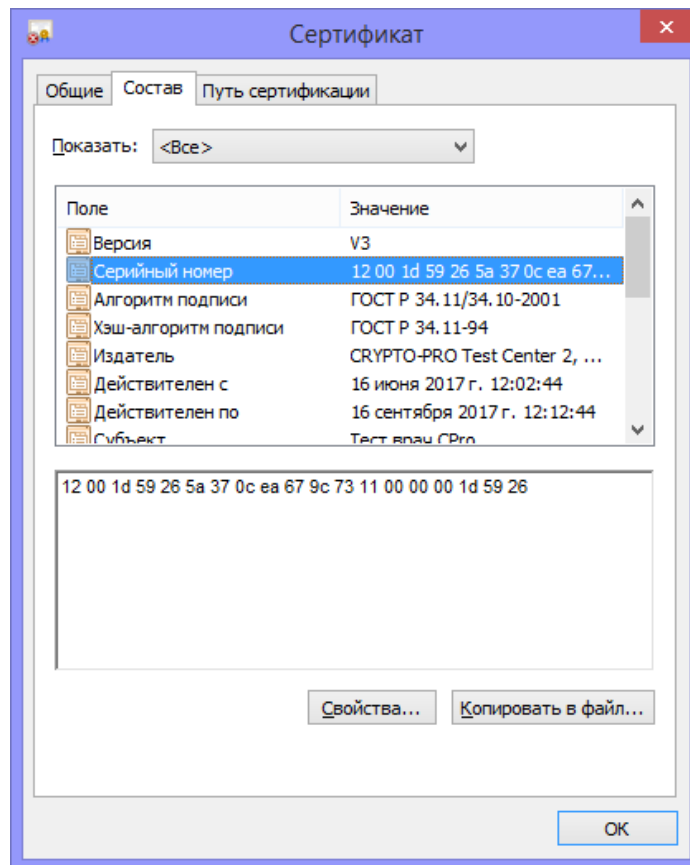 Сертификат
Общие Состав Путь сертификации
Показать: <Все>
Поле Значение
Версия V3
Серийный номер 12 00 1d 59 26 5a 37 0c ea 67...
Алгоритм подписи ГОСТ Р 34.11/34.10-2001
Хэш-алгоритм подписи ГОСТ Р 34.11-94
Издатель CRYPTO-PRO Test Center 2, ...
Действителен с 16 июня 2017 г. 12:02:44
Действителен по 16 сентября 2017 г. 12:12:44
Субъект Тест врач CPro
12 00 1d 59 26 5a 37 0c ea 67 9c 73 11 00 00 00 1d 59 26
Свойства... Копировать в файл...
ОК